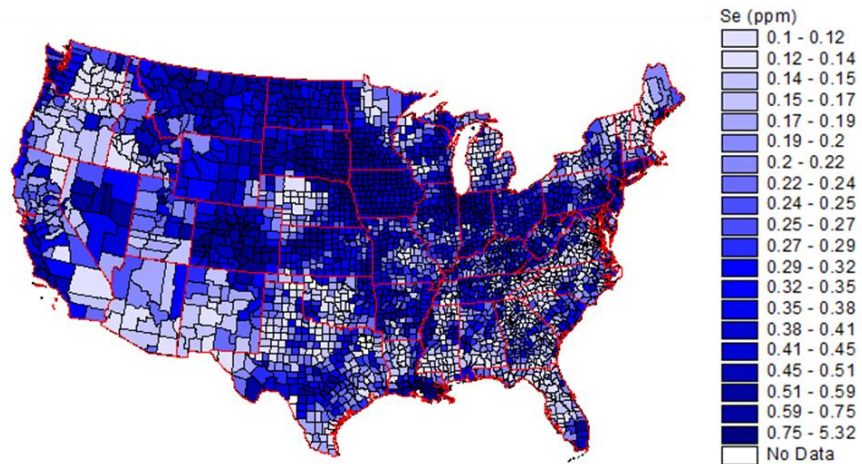 Se (ppm)
0.1 - 0.12
0.12 - 0.14
0.14 - 0.15
0.15 - 0.17
0.17 - 0.19
0.19 - 0.2
0.2 - 0.22
0.22 - 0.24
0.24 - 0.25
0.25 - 0.27
0.27 - 0.29
0.29 - 0.32
0.32 - 0.35
0.35 - 0.38
0.38 - 0.41
0.41 - 0.45
0.45 - 0.51
0.51 - 0.59
0.59 - 0.75
0.75 - 5.32
No Data